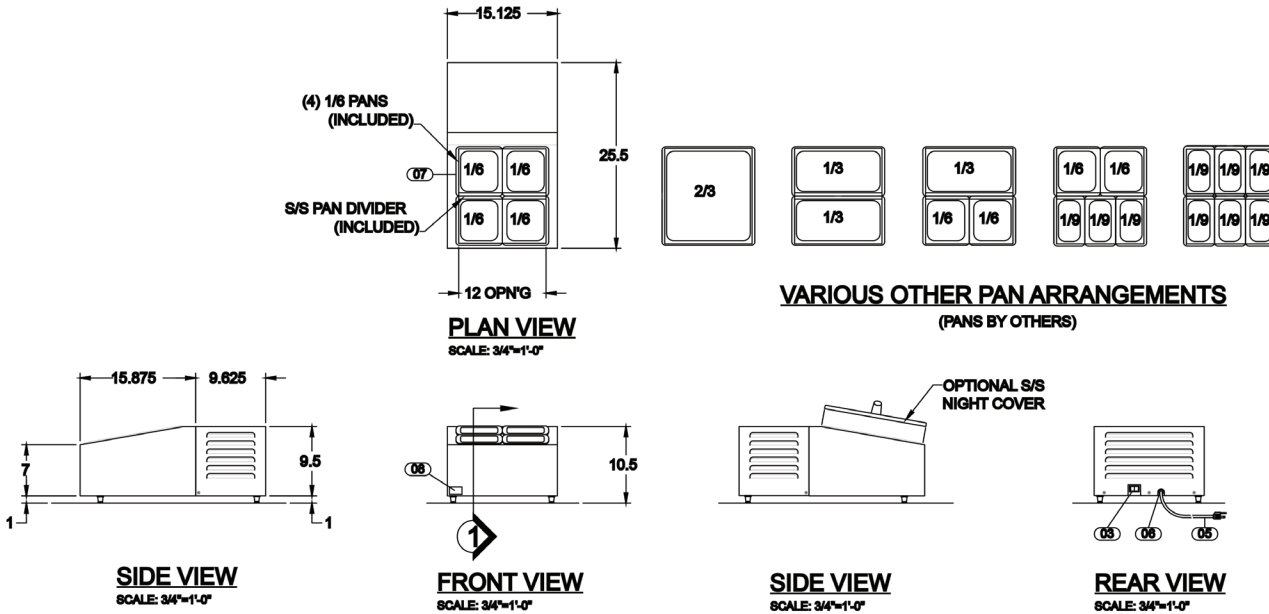 15.125
(4) 1/6 PANS
(INCLUDED)
07
1/6 1/6
1/6 1/6
S/S PAN DIVIDER
(INCLUDED)
25.5
12 OPN'G
PLAN VIEW
SCALE: 3/4"=1'-0"
2/3
1/3
1/3
1/3
1/6 1/6
1/6 1/6
1/9 1/9 1/9
1/9 1/9 1/9
1/9 1/9 1/9
VARIOUS OTHER PAN ARRANGEMENTS
(PANS BY OTHERS)
15.875 9.625
7
9.5
1 1
SIDE VIEW
SCALE: 3/4"=1'-0"
08
10.5
1
FRONT VIEW
SCALE: 3/4"=1'-0"
OPTIONAL S/S
NIGHT COVER
SIDE VIEW
SCALE: 3/4"=1'-0"
03 06 05
REAR VIEW
SCALE: 3/4"=1'-0"